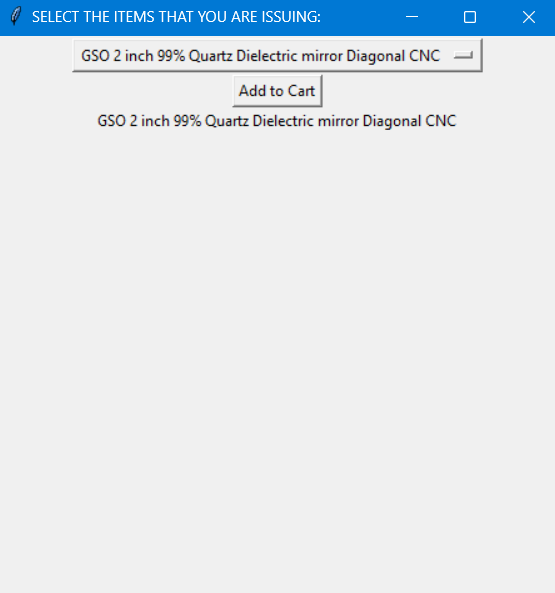 SELECT THE ITEMS THAT YOU ARE ISSUING:
GSO 2 inch 99% Quartz Dielectric mirror Diagonal CNC
Add to Cart
GSO 2 inch 99% Quartz Dielectric mirror Diagonal CNC